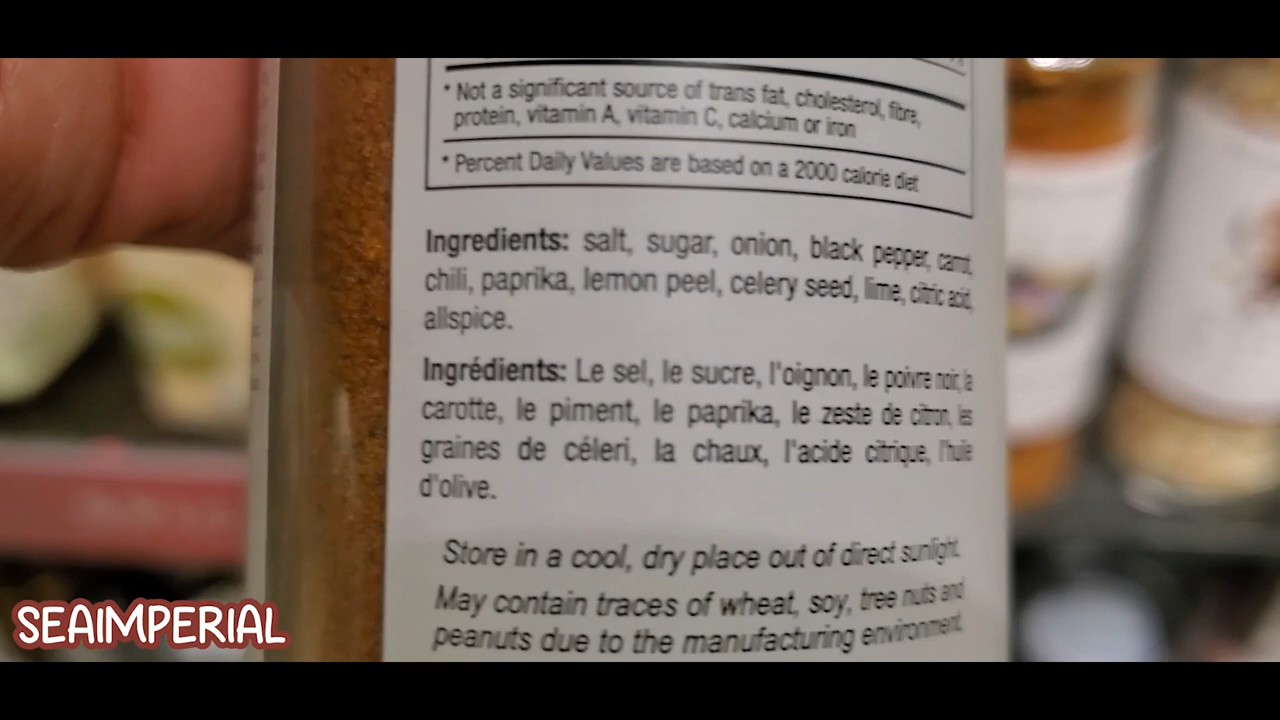 * Not a significant source of trans fat, cholesterol, fibre,
protein, vitamin A, vitamin C, calcium or iron
* Percent Daily Values are based on a 2000 calorie diet
Ingredients: salt, sugar, onion, black pepper, carrot,
chili, paprika, lemon peel, celery seed, lime, citric acid,
allspice.
Ingrédients: Le sel, le sucre, l'oignon, le poivre noir, la
carotte, le piment, le paprika, le zeste de citron, les
graines de céleri, la chaux, l'acide citrique, l'huile
d'olive.
Store in a cool, dry place out of direct sunlight.
May contain traces of wheat, soy, tree nuts and
peanuts due to the manufacturing environment.
SEAIMPERIAL